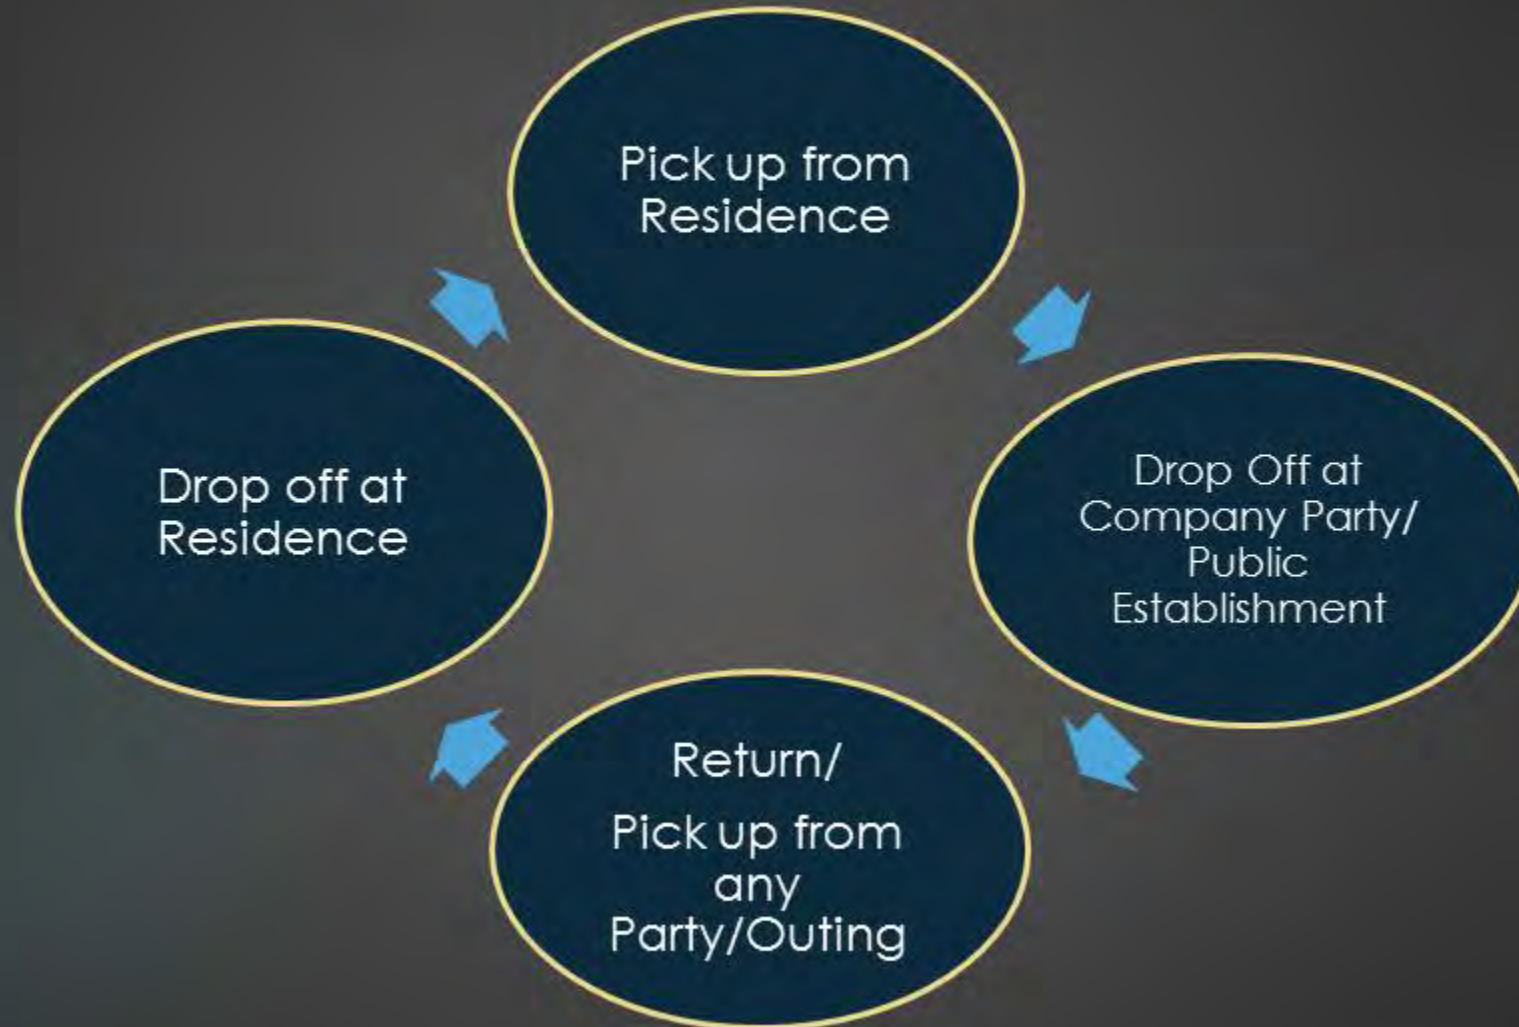 Pick up from
Residence
Drop Off at
Company Party/
Public
Establishment
Return/
Pick up from
any
Party/Outing
Drop off at
Residence